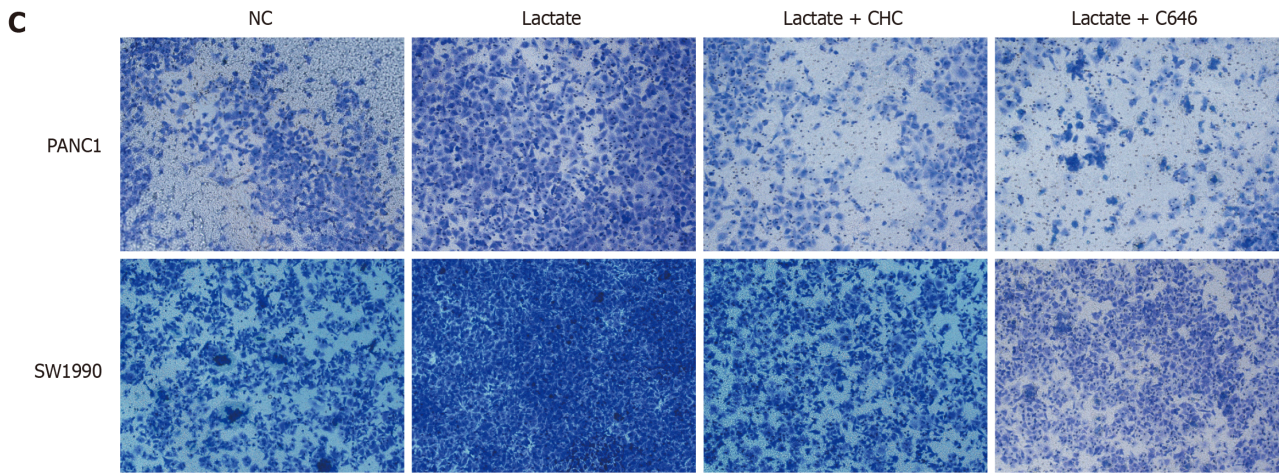 C
NC
Lactate
Lactate + CHC
Lactate + C646
PANC1
SW1990